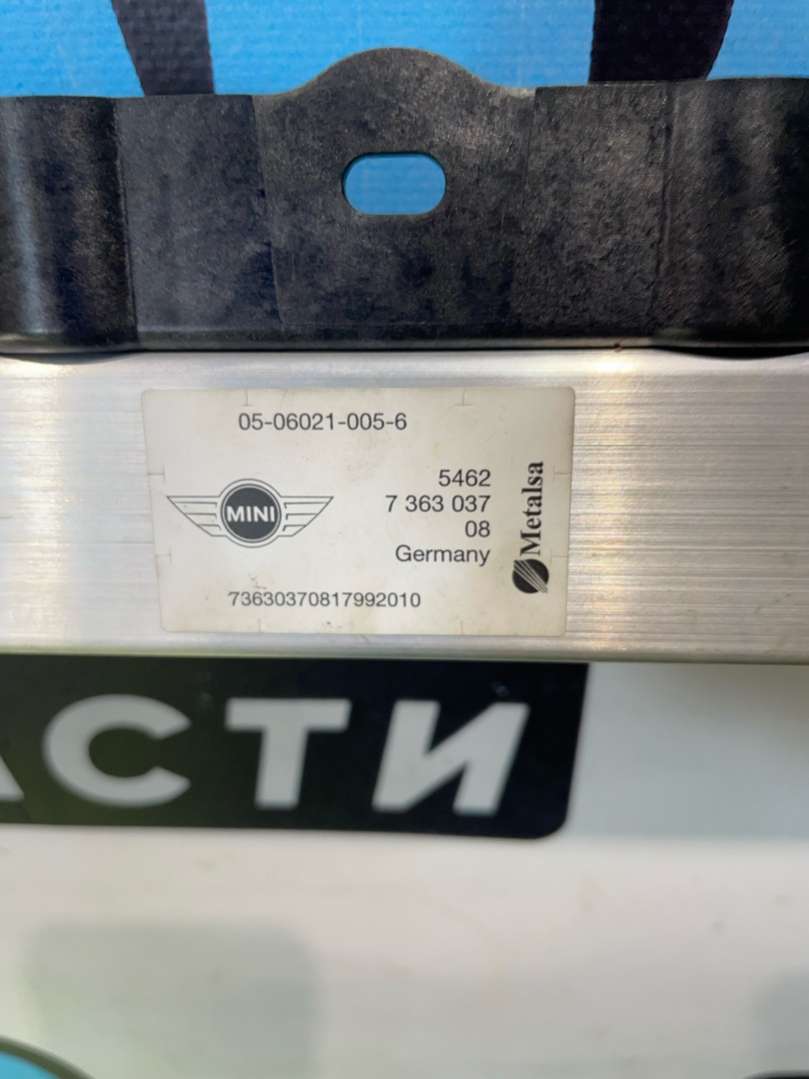 05-06021-005-6
MINI
5462
7 363 037
08
Germany
Metalsa
73630370817992010
АСТИ